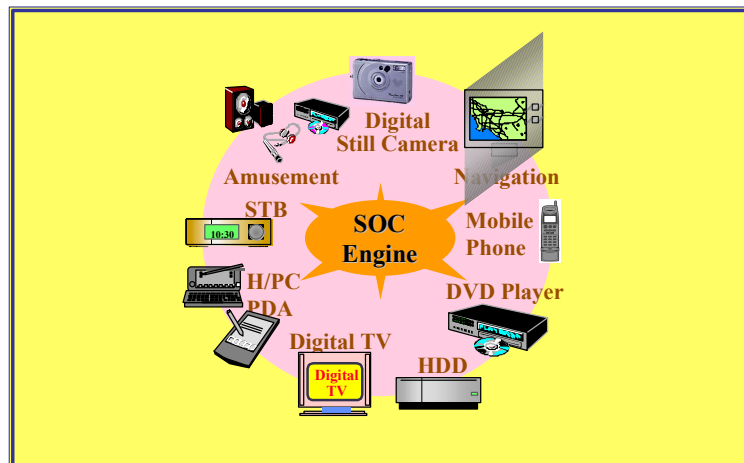 Digital
Still Camera
Amusement
Navigation
STB
10:30
SOC
Engine
Mobile
Phone
H/PC
PDA
DVD Player
Digital TV
Digital
TV
HDD